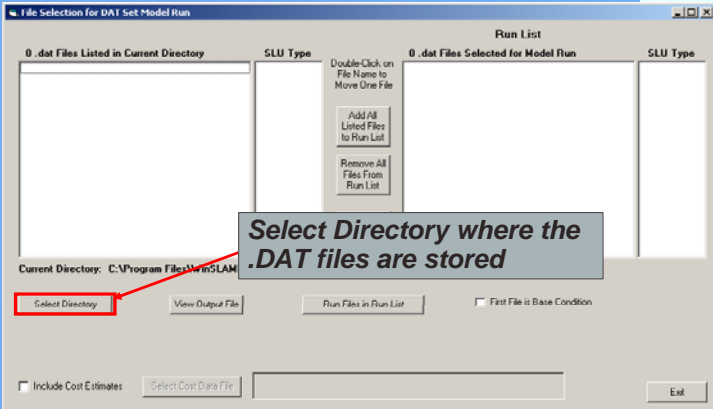 File Selection for DAT Set Model Run
Run List
0 .dat Files Listed in Current Directory
SLU Type
0 .dat Files Selected for Model Run
SLU Type
Double-Click on
File Name to
Move One File
Add All
Listed Files
to Run List
Remove All
Files From
Run List
Select Directory where the
.DAT files are stored
Current Directory: C:\Program Files\WinSLAM
Select Directory
View Output File
Run Files in Run List
First File is Base Condition
Include Cost Estimates
Select Cost Data File
Exit